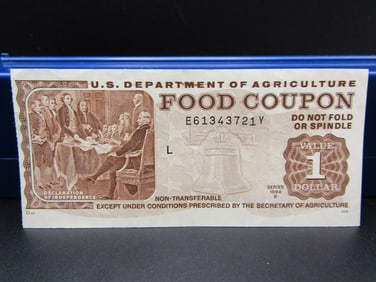 U.S. DEPARTMENT OF AGRICULTURE
FOOD COUPON
E61343721Y
DO NOT FOLD
OR SPINDLE
L
VALUE
1
DOLLAR
DECLARATION
OF INDEPENDENCE
SERIES
1994
B
NON-TRANSFERABLE
EXCEPT UNDER CONDITIONS PRESCRIBED BY THE SECRETARY OF AGRICULTURE